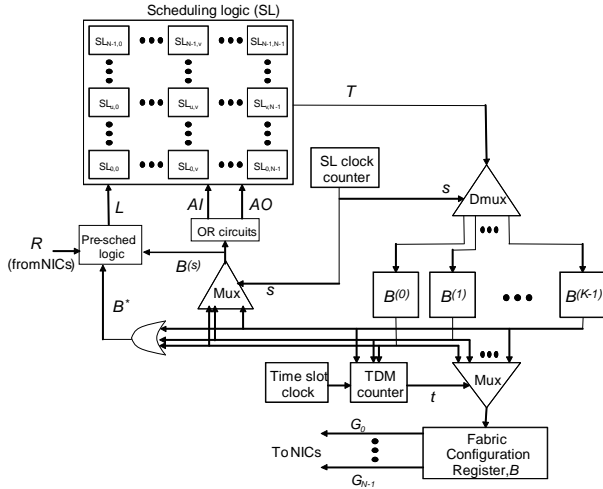 Scheduling logic (SL)
SL_{N-1,0} SL_{N-1,v} SL_{N-1,N-1}
SL_{u,0} SL_{u,v} SL_{v,N-1}
SL_{0,0} SL_{0,v} SL_{0,N-1}
T
SL clock
counter
s
Dmux
L
AI
AO
R
(fromNICs)
Pre-sched
logic
OR circuits
B^{(s)}
Mux
s
B^{(0)} B^{(1)} B^{(K-1)}
B^*
Time slot
clock
TDM
counter
t
Mux
G_0
To NICs
G_{N-1}
Fabric
Configuration
Register,B